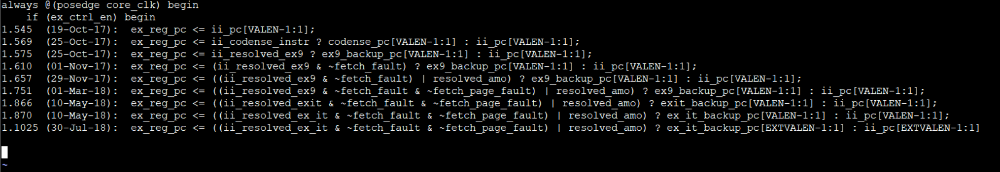 always @(posedge core_clk) begin
    if (ex_ctrl_en) begin
1.545  (19-Oct-17):  ex_reg_pc <= ii_pc[VALEN-1:1];
1.569  (25-Oct-17):  ex_reg_pc <= ii_codense_instr ? codense_pc[VALEN-1:1] : ii_pc[VALEN-1:1];
1.575  (25-Oct-17):  ex_reg_pc <= ii_resolved_ex9 ? ex9_backup_pc[VALEN-1:1] : ii_pc[VALEN-1:1];
1.610  (01-Nov-17):  ex_reg_pc <= (ii_resolved_ex9 & ~fetch_fault) ? ex9_backup_pc[VALEN-1:1] : ii_pc[VALEN-1:1];
1.657  (29-Nov-17):  ex_reg_pc <= ((ii_resolved_ex9 & ~fetch_fault) | resolved_amo) ? ex9_backup_pc[VALEN-1:1] : ii_pc[VALEN-1:1];
1.751  (01-Mar-18):  ex_reg_pc <= ((ii_resolved_ex9 & ~fetch_fault & ~fetch_page_fault) | resolved_amo) ? ex9_backup_pc[VALEN-1:1] : ii_pc[VALEN-1:1];
1.866  (10-May-18):  ex_reg_pc <= ((ii_resolved_exit & ~fetch_fault & ~fetch_page_fault) | resolved_amo) ? exit_backup_pc[VALEN-1:1] : ii_pc[VALEN-1:1];
1.870  (10-May-18):  ex_reg_pc <= ((ii_resolved_ex_it & ~fetch_fault & ~fetch_page_fault) | resolved_amo) ? ex_it_backup_pc[VALEN-1:1] : ii_pc[VALEN-1:1];
1.1025 (30-Jul-18):  ex_reg_pc <= ((ii_resolved_ex_it & ~fetch_fault & ~fetch_page_fault) | resolved_amo) ? ex_it_backup_pc[EXTVALEN-1:1] : ii_pc[EXTVALEN-1:1]
~